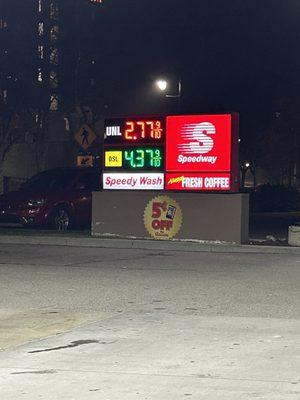 UNL 2.77 9/10
DSL 4.37 9/10
Speedy Wash
S
Speedway
FRESH COFFEE
5¢
OFF